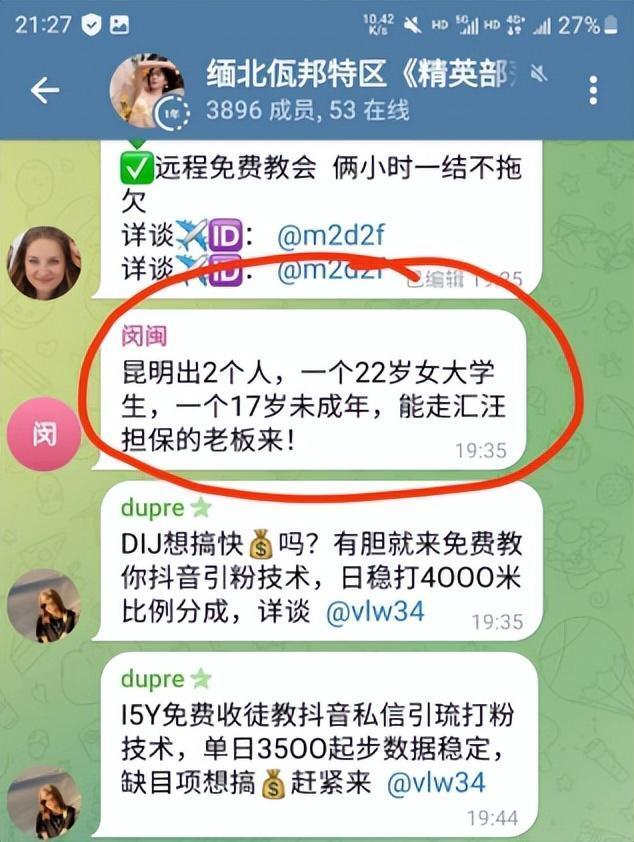 21:27
10.42 K/s HD 5G HD 4G 27%
缅北佤邦特区《精英部
1年
3896 成员, 53 在线
远程免费教会 俩小时一结不拖
欠
详谈✈️🆔： @m2d2f
详谈✈️🆔： @m2d2f
已编辑 19:35
闵闽
昆明出2个人，一个22岁女大学
生，一个17岁未成年，能走汇汪
担保的老板来！
19:35
闵
dupre
DIJ想搞快💰吗？有胆就来免费教
你抖音引粉技术，日稳打4OOO米
比例分成，详谈 @vlw34
19:35
dupre
I5Y免费收徒教抖音私信引琉打粉
技术，单日35OO起步数据稳定，
缺目项想搞💰赶紧来 @vlw34
19:44